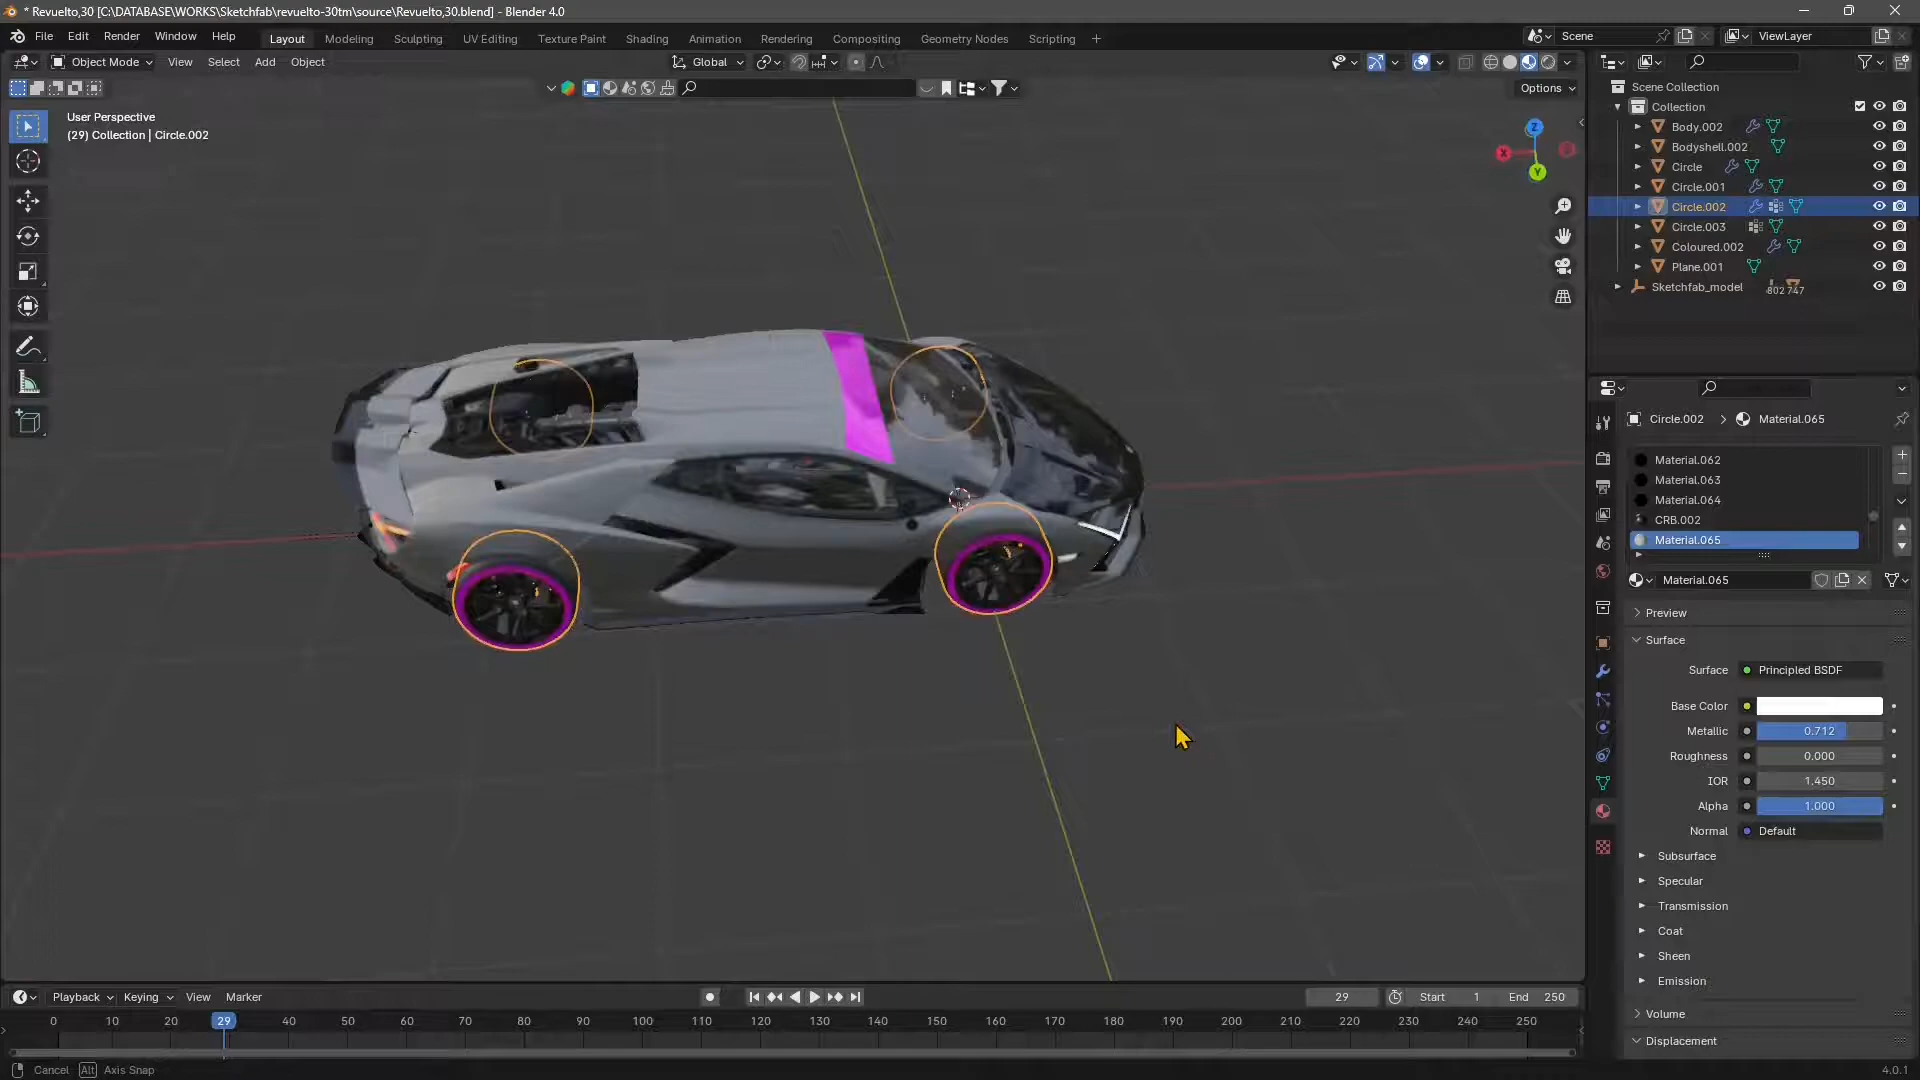 * Revuelto,30 [C:\DATABASE\WORKS\Sketchfab\revuelto-30tm\source\Revuelto,30.blend] - Blender 4.0
File Edit Render Window Help Layout Modeling Sculpting UV Editing Texture Paint Shading Animation Rendering Compositing Geometry Nodes Scripting + Scene ViewLayer
Object Mode View Select Add Object Global
Options
User Perspective
(29) Collection | Circle.002
Z
X
Y
Scene Collection
Collection
Body.002
Bodyshell.002
Circle
Circle.001
Circle.002
Circle.003
Coloured.002
Plane.001
Sketchfab_model 802 747
Circle.002 > Material.065
Material.062
Material.063
Material.064
CRB.002
Material.065
Material.065
Preview
Surface
Surface Principled BSDF
Base Color
Metallic 0.712
Roughness 0.000
IOR 1.450
Alpha 1.000
Normal Default
Subsurface
Specular
Transmission
Coat
Sheen
Emission
Volume
Displacement
Playback Keying View Marker 29 Start 1 End 250
0 10 20 29 40 50 60 70 80 90 100 110 120 130 140 150 160 170 180 190 200 210 220 230 240 250
Cancel Alt Axis Snap 4.0.1